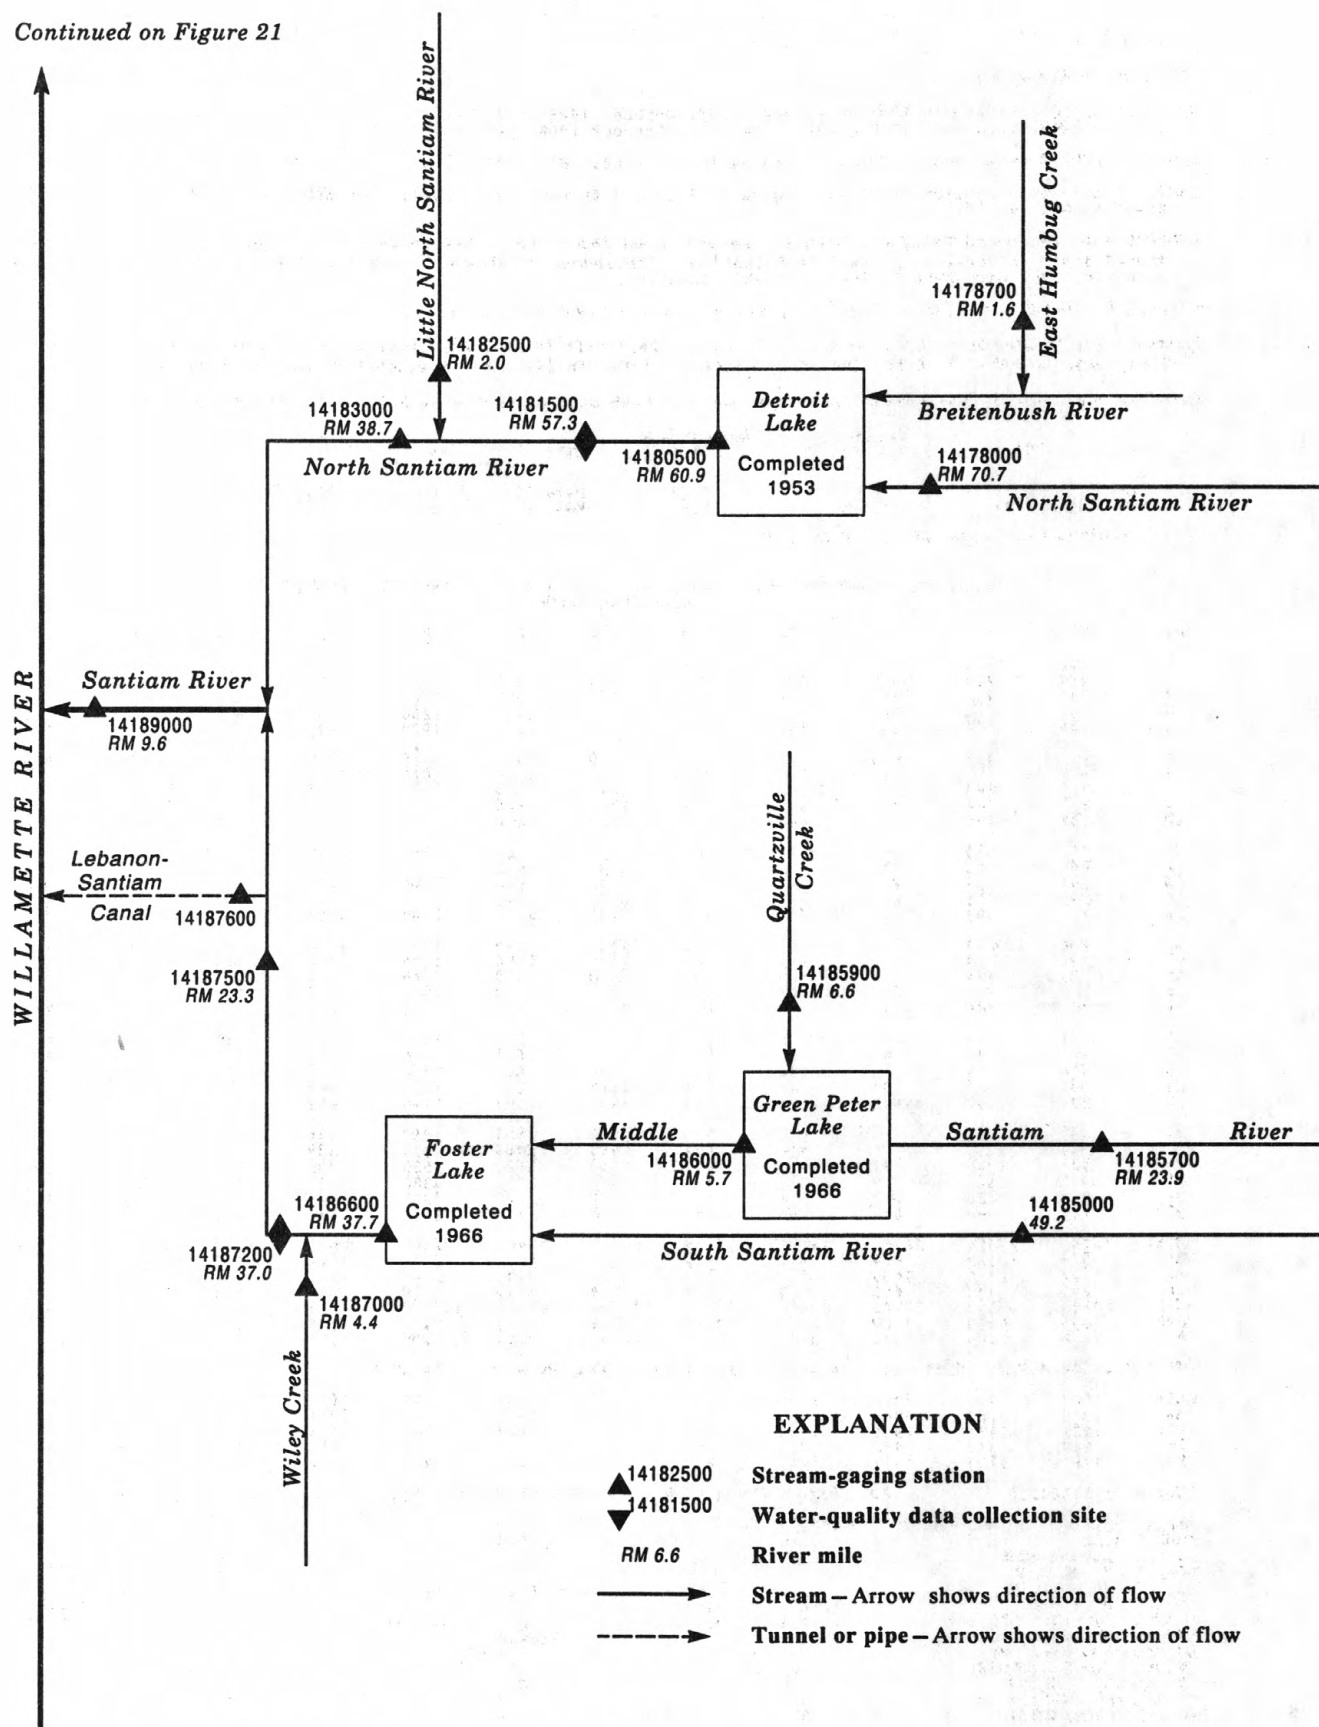 Continued on Figure 21
Little North Santiam River
East Humbug Creek
14178700
RM 1.6
14182500
RM 2.0
14183000
RM 38.7
14181500
RM 57.3
North Santiam River
14180500
RM 60.9
Detroit
Lake
Completed
1953
Breitenbush River
14178000
RM 70.7
North Santiam River
WILLAMETTE RIVER
Santiam River
14189000
RM 9.6
Lebanon-
Santiam
Canal
14187600
14187500
RM 23.3
Quartzville
Creek
14185900
RM 6.6
Green Peter
Lake
Completed
1966
Middle
Santiam
River
14186000
RM 5.7
14185700
RM 23.9
Foster
Lake
Completed
1966
14186600
RM 37.7
14185000
49.2
South Santiam River
14187200
RM 37.0
14187000
RM 4.4
Wiley Creek
EXPLANATION
14182500 Stream-gaging station
14181500 Water-quality data collection site
RM 6.6 River mile
Stream—Arrow shows direction of flow
Tunnel or pipe—Arrow shows direction of flow